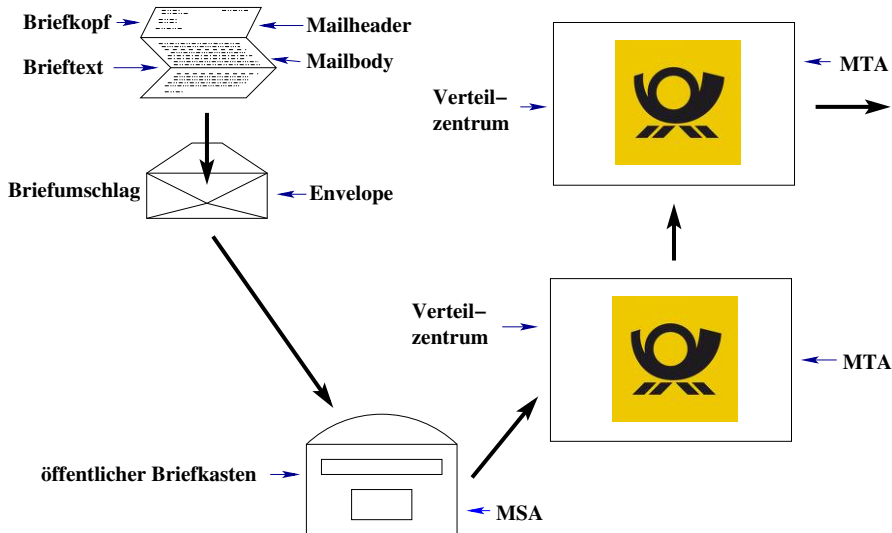 Briefkopf
Mailheader
Brieftext
Mailbody
Briefumschlag
Envelope
öffentlicher Briefkasten
MSA
Verteil–
zentrum
MTA
Verteil–
zentrum
MTA